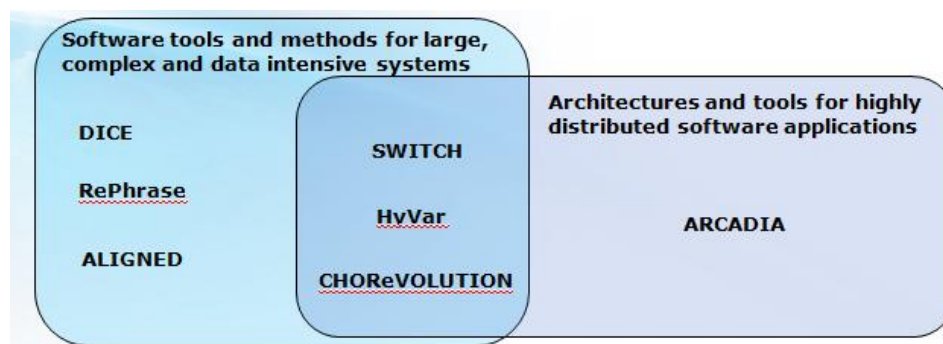 Software tools and methods for large,
complex and data intensive systems
Architectures and tools for highly
distributed software applications
DICE
SWITCH
RePhrase
HyVar
ARCADIA
ALIGNED
CHOReVOLUTION